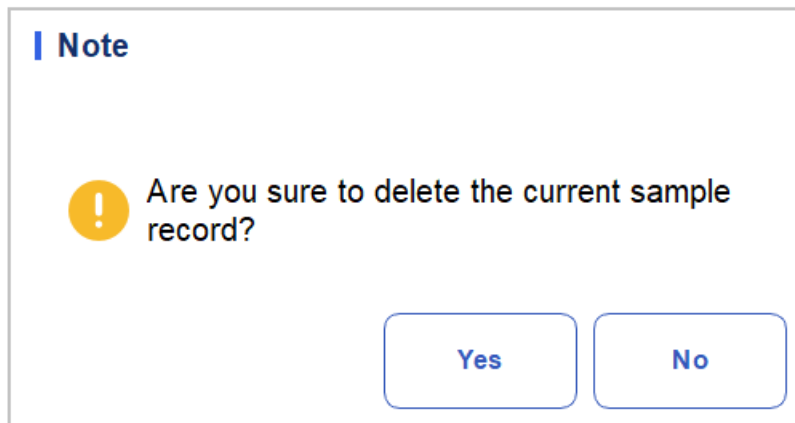 Note
Are you sure to delete the current sample
record?
Yes
No